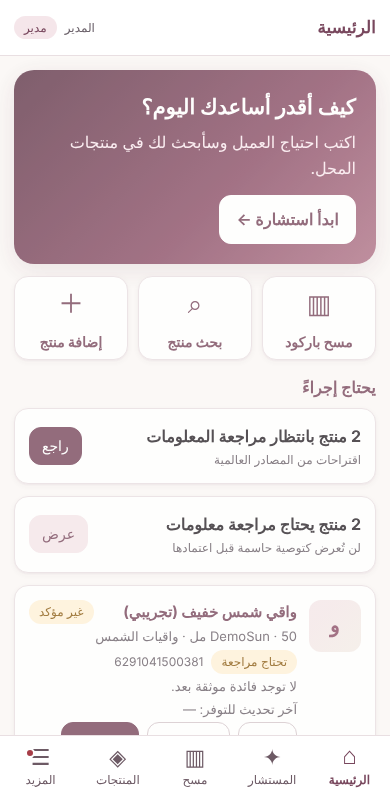 الرئيسية
المدير
مدير
كيف أقدر أساعدك اليوم؟
اكتب احتياج العميل وسأبحث لك في منتجات
المحل.
ابدأ استشارة ←
مسح باركود
بحث منتج
إضافة منتج
يحتاج إجراءً
2 منتج بانتظار مراجعة المعلومات
اقتراحات من المصادر العالمية
راجع
2 منتج يحتاج مراجعة معلومات
لن تُعرض كتوصية حاسمة قبل اعتمادها
عرض
و
واقي شمس خفيف (تجريبي)
غير مؤكد
DemoSun · 50 مل · واقيات الشمس
تحتاج مراجعة
6291041500381
لا توجد فائدة موثقة بعد.
آخر تحديث للتوفر: —
الرئيسية
المستشار
مسح
المنتجات
المزيد